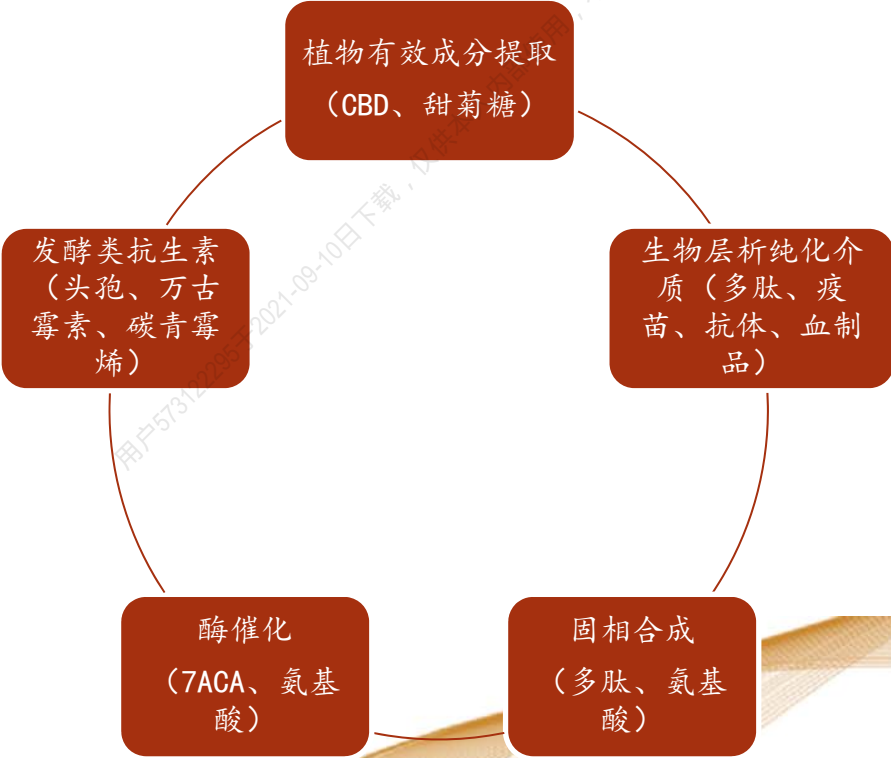 植物有效成分提取
（CBD、甜菊糖）
发酵类抗生素
（头孢、万古
霉素、碳青霉
烯）
生物层析纯化介
质（多肽、疫
苗、抗体、血制
品）
酶催化
（7ACA、氨基
酸）
固相合成
（多肽、氨基
酸）